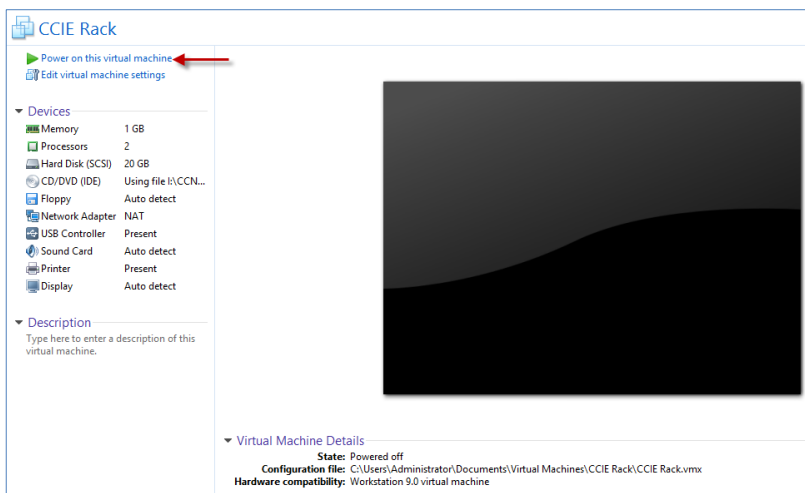 CCIE Rack
Power on this virtual machine
Edit virtual machine settings
Devices
Memory 1 GB
Processors 2
Hard Disk (SCSI) 20 GB
CD/DVD (IDE) Using file I:\CCN...
Floppy Auto detect
Network Adapter NAT
USB Controller Present
Sound Card Auto detect
Printer Present
Display Auto detect
Description
Type here to enter a description of this
virtual machine.
Virtual Machine Details
State: Powered off
Configuration file: C:\Users\Administrator\Documents\Virtual Machines\CCIE Rack\CCIE Rack.vmx
Hardware compatibility: Workstation 9.0 virtual machine